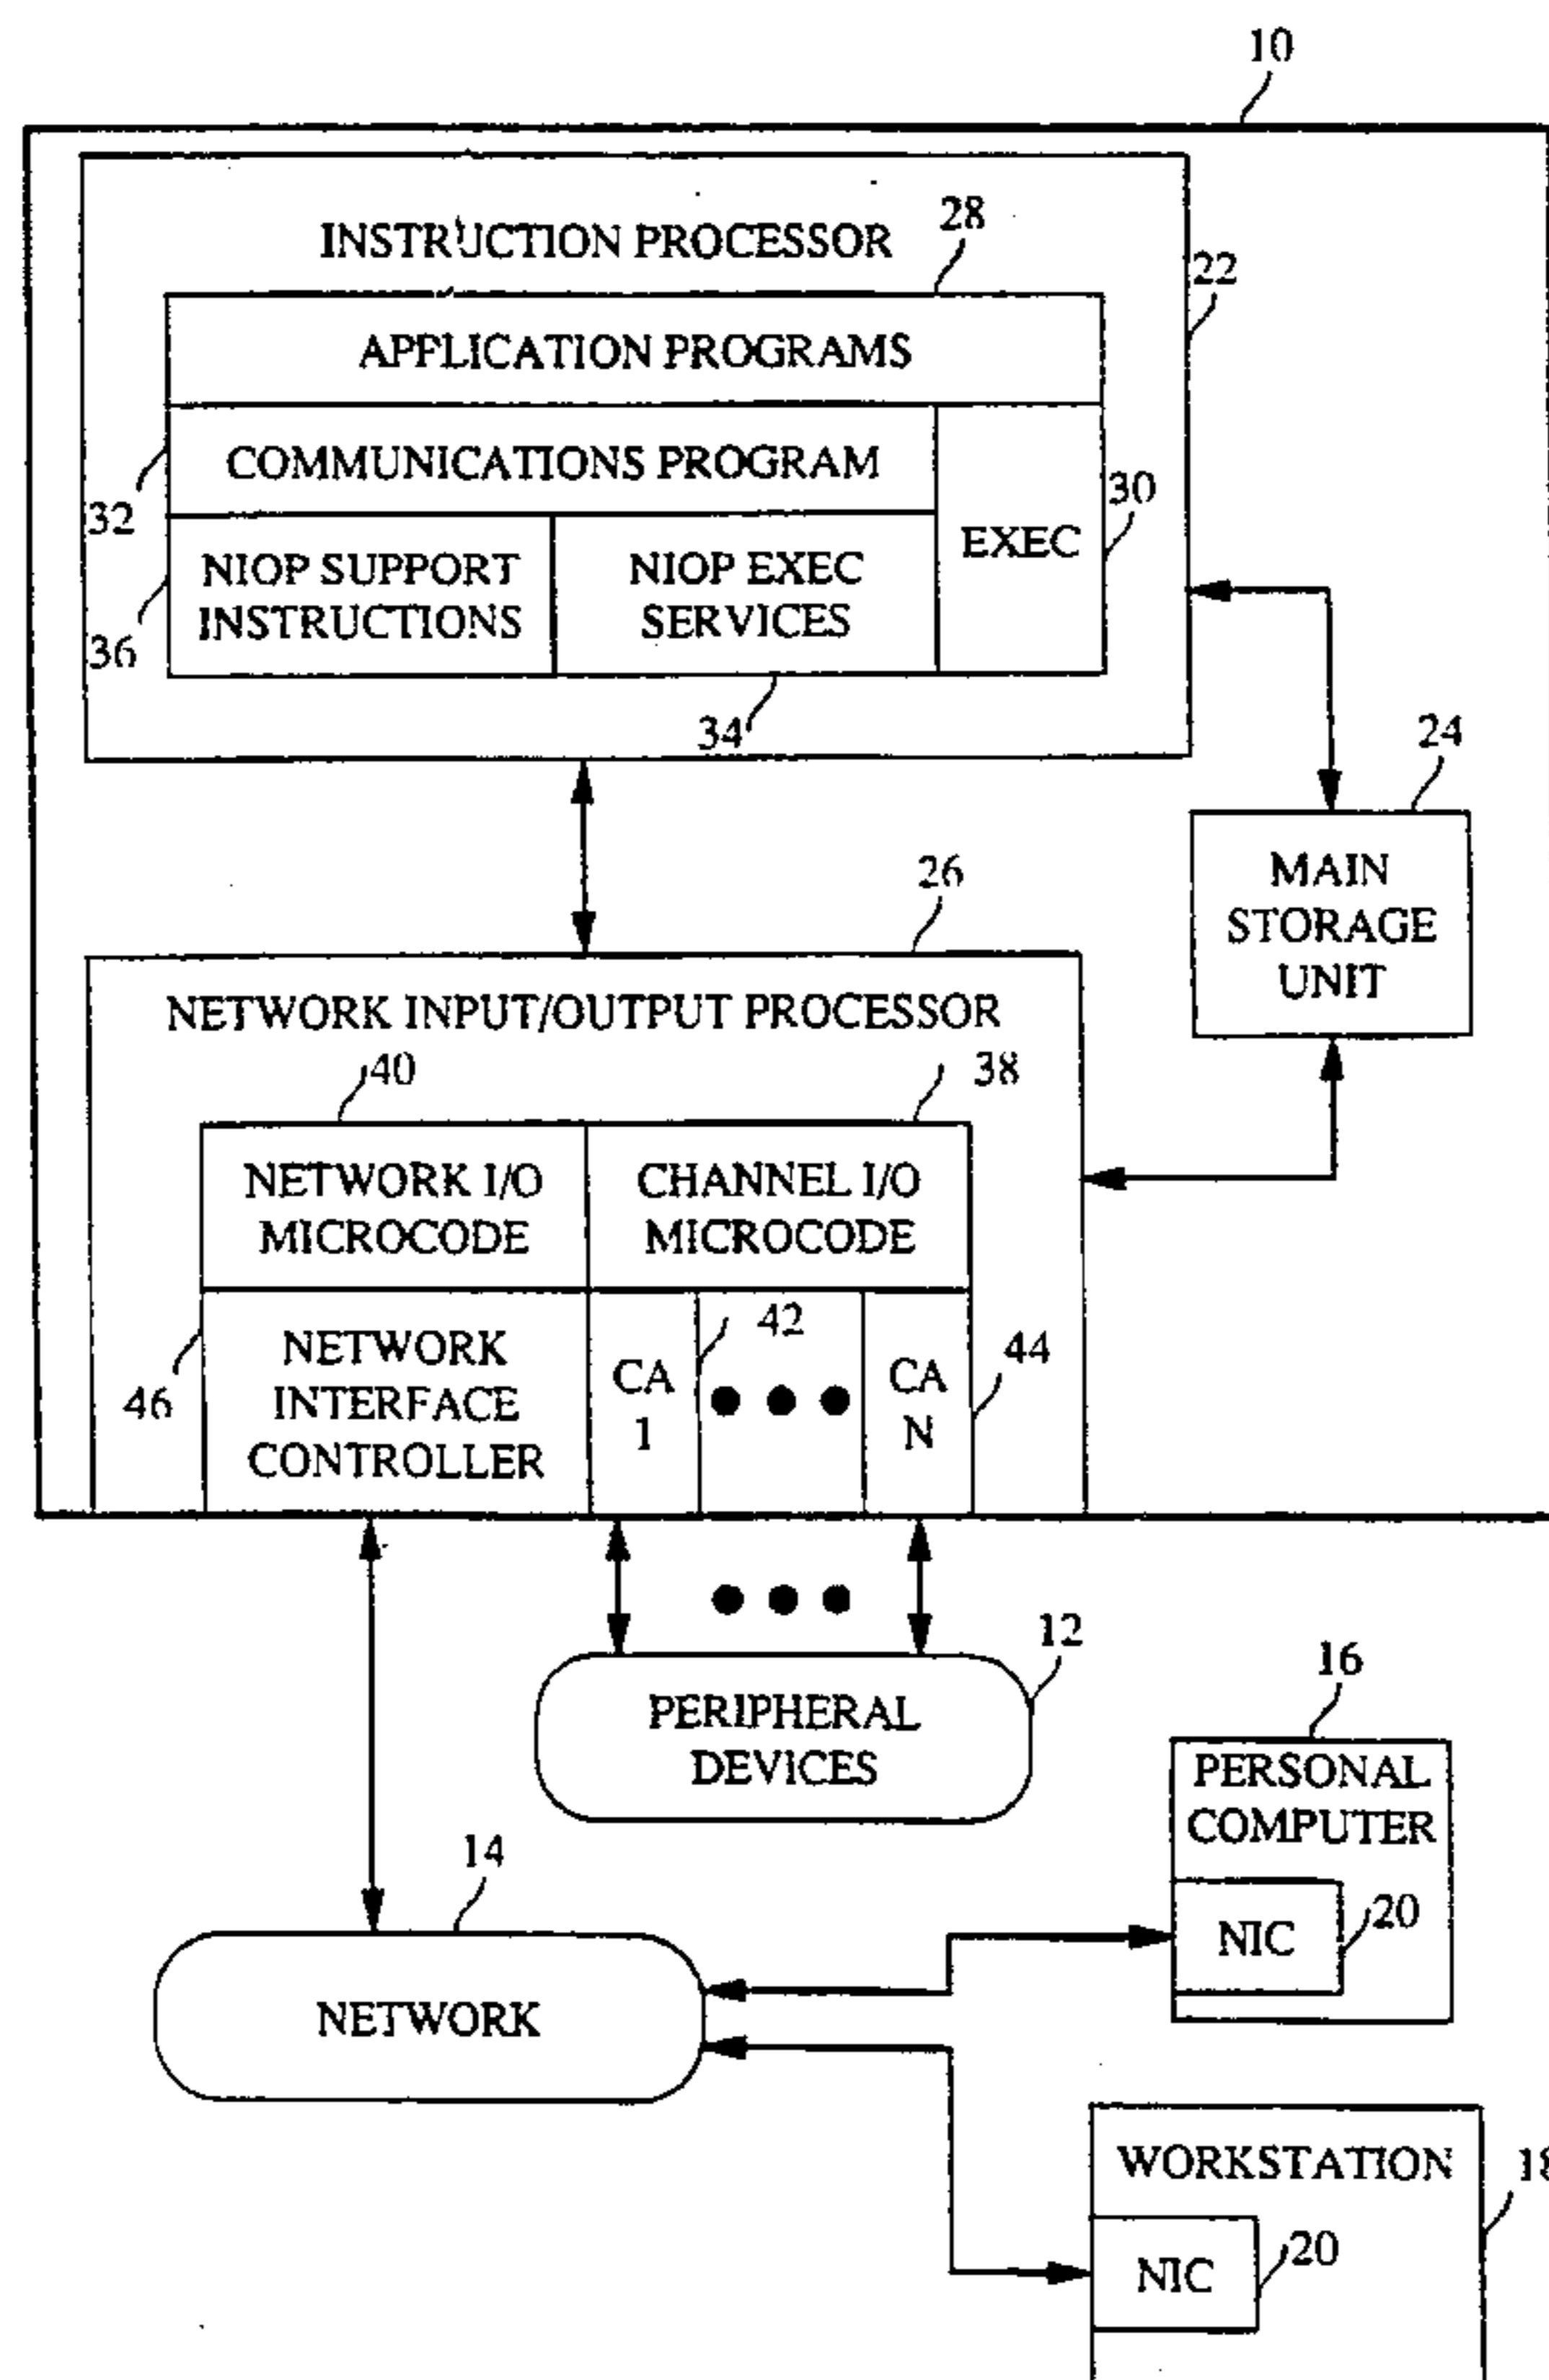 10
INSTRUCTION PROCESSOR
28
22
APPLICATION PROGRAMS
COMMUNICATIONS PROGRAM
32
30
EXEC
NIOP SUPPORT
INSTRUCTIONS
NIOP EXEC
SERVICES
36
34
24
MAIN
STORAGE
UNIT
26
NETWORK INPUT/OUTPUT PROCESSOR
40
38
NETWORK I/O
MICROCODE
CHANNEL I/O
MICROCODE
42
44
46
NETWORK
INTERFACE
CONTROLLER
CA
1
CA
N
12
PERIPHERAL
DEVICES
16
PERSONAL
COMPUTER
NIC
20
14
NETWORK
WORKSTATION
18
NIC
20